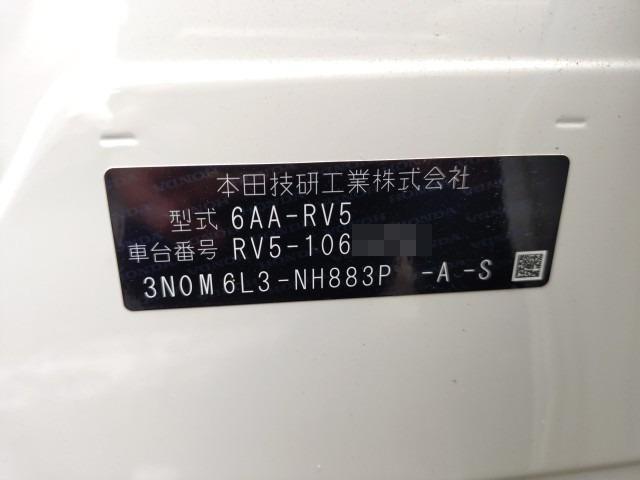 本田技研工業株式会社
型式 6AA-RV5
車台番号 RV5-106
3NOM6L3-NH883P -A-S